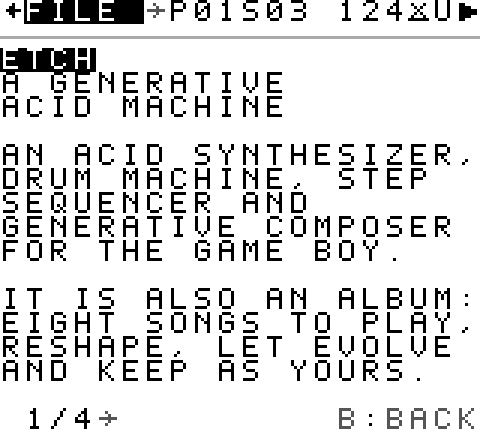 ←FILE →P01S03 124⚖U▶
ETCH
A GENERATIVE
ACID MACHINE
AN ACID SYNTHESIZER,
DRUM MACHINE, STEP
SEQUENCER AND
GENERATIVE COMPOSER
FOR THE GAME BOY.
IT IS ALSO AN ALBUM:
EIGHT SONGS TO PLAY,
RESHAPE, LET EVOLVE
AND KEEP AS YOURS.
1/4→ B:BACK